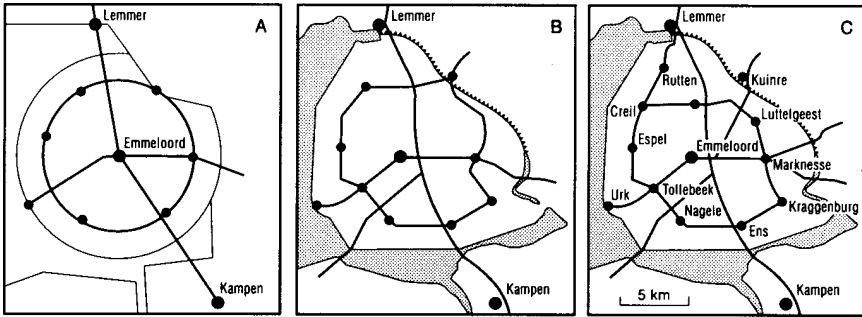 Lemmer
A
Emmeloord
Kampen
Lemmer
B
Kampen
Lemmer
C
Rutten
Kuinre
Creil
Luttelgeest
Espel
Emmeloord
Marknesse
Urk
Tollebeek
Nagele
Kraggenburg
Ens
5 km
Kampen